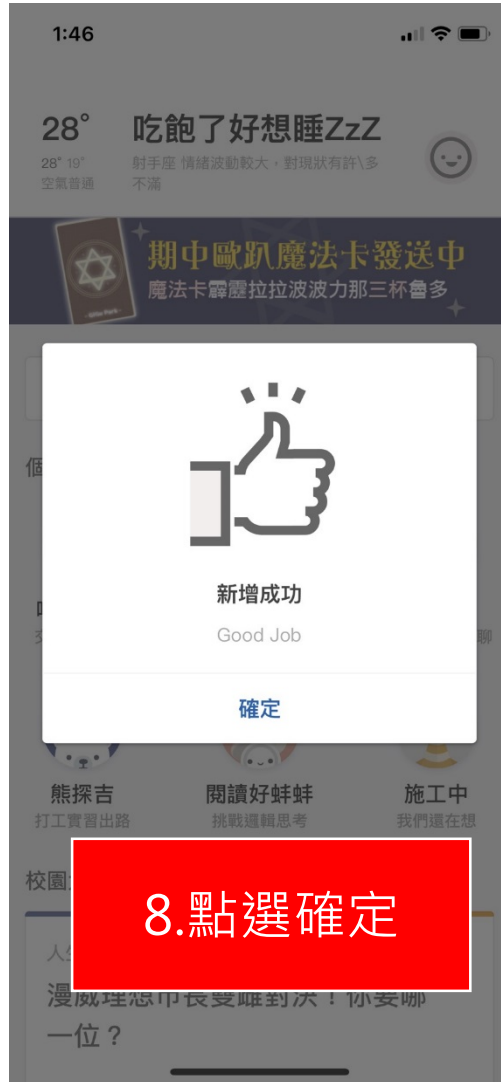 1:46
28°
吃飽了好想睡ZzZ
28° 19°
射手座 情緒波動較大，對現狀有許\多
空氣普通
不滿
期中歐趴魔法卡發送中
魔法卡霹靂拉拉波波力那三杯魯多
個
新增成功
Good Job
聊
確定
熊探吉
閱讀好蚌蚌
施工中
打工實習出路
挑戰邏輯思考
我們還在想
校園
8.點選確定
漫威理想市長雙雄對決！你要哪
一位？